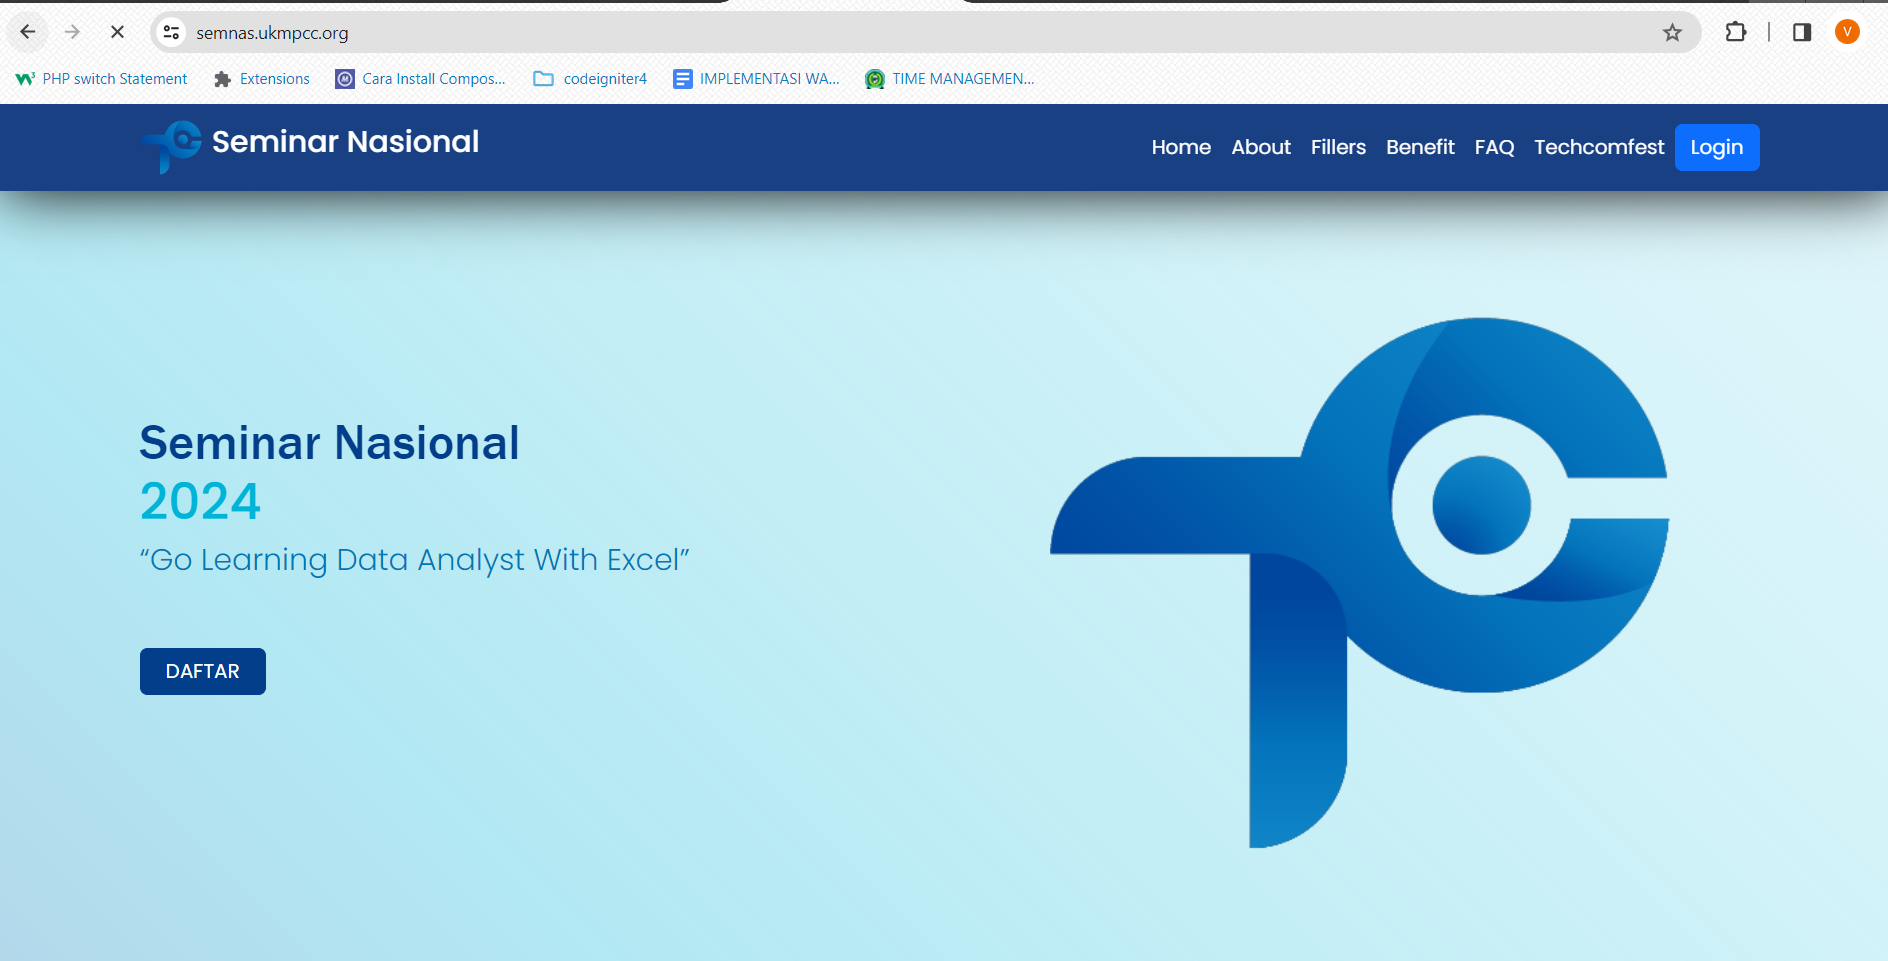 semnas.ukmpcc.org
V
PHP switch Statement Extensions Cara Install Compos... codeigniter4 IMPLEMENTASI WA... TIME MANAGEMEN...
Seminar Nasional Home About Fillers Benefit FAQ Techcomfest Login
Seminar Nasional
2024
“Go Learning Data Analyst With Excel”
DAFTAR